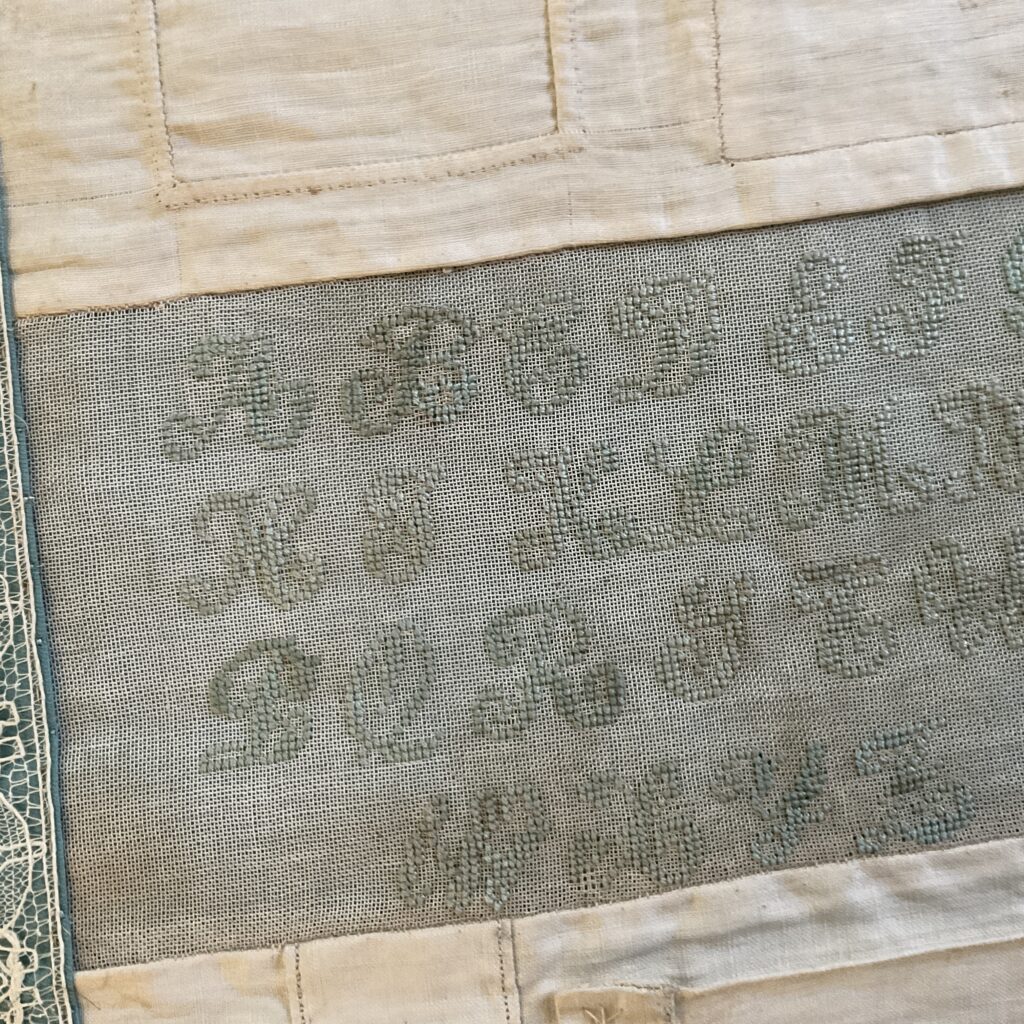 A B C D E F
H I K L M N
P Q R S T U
W X Y Z